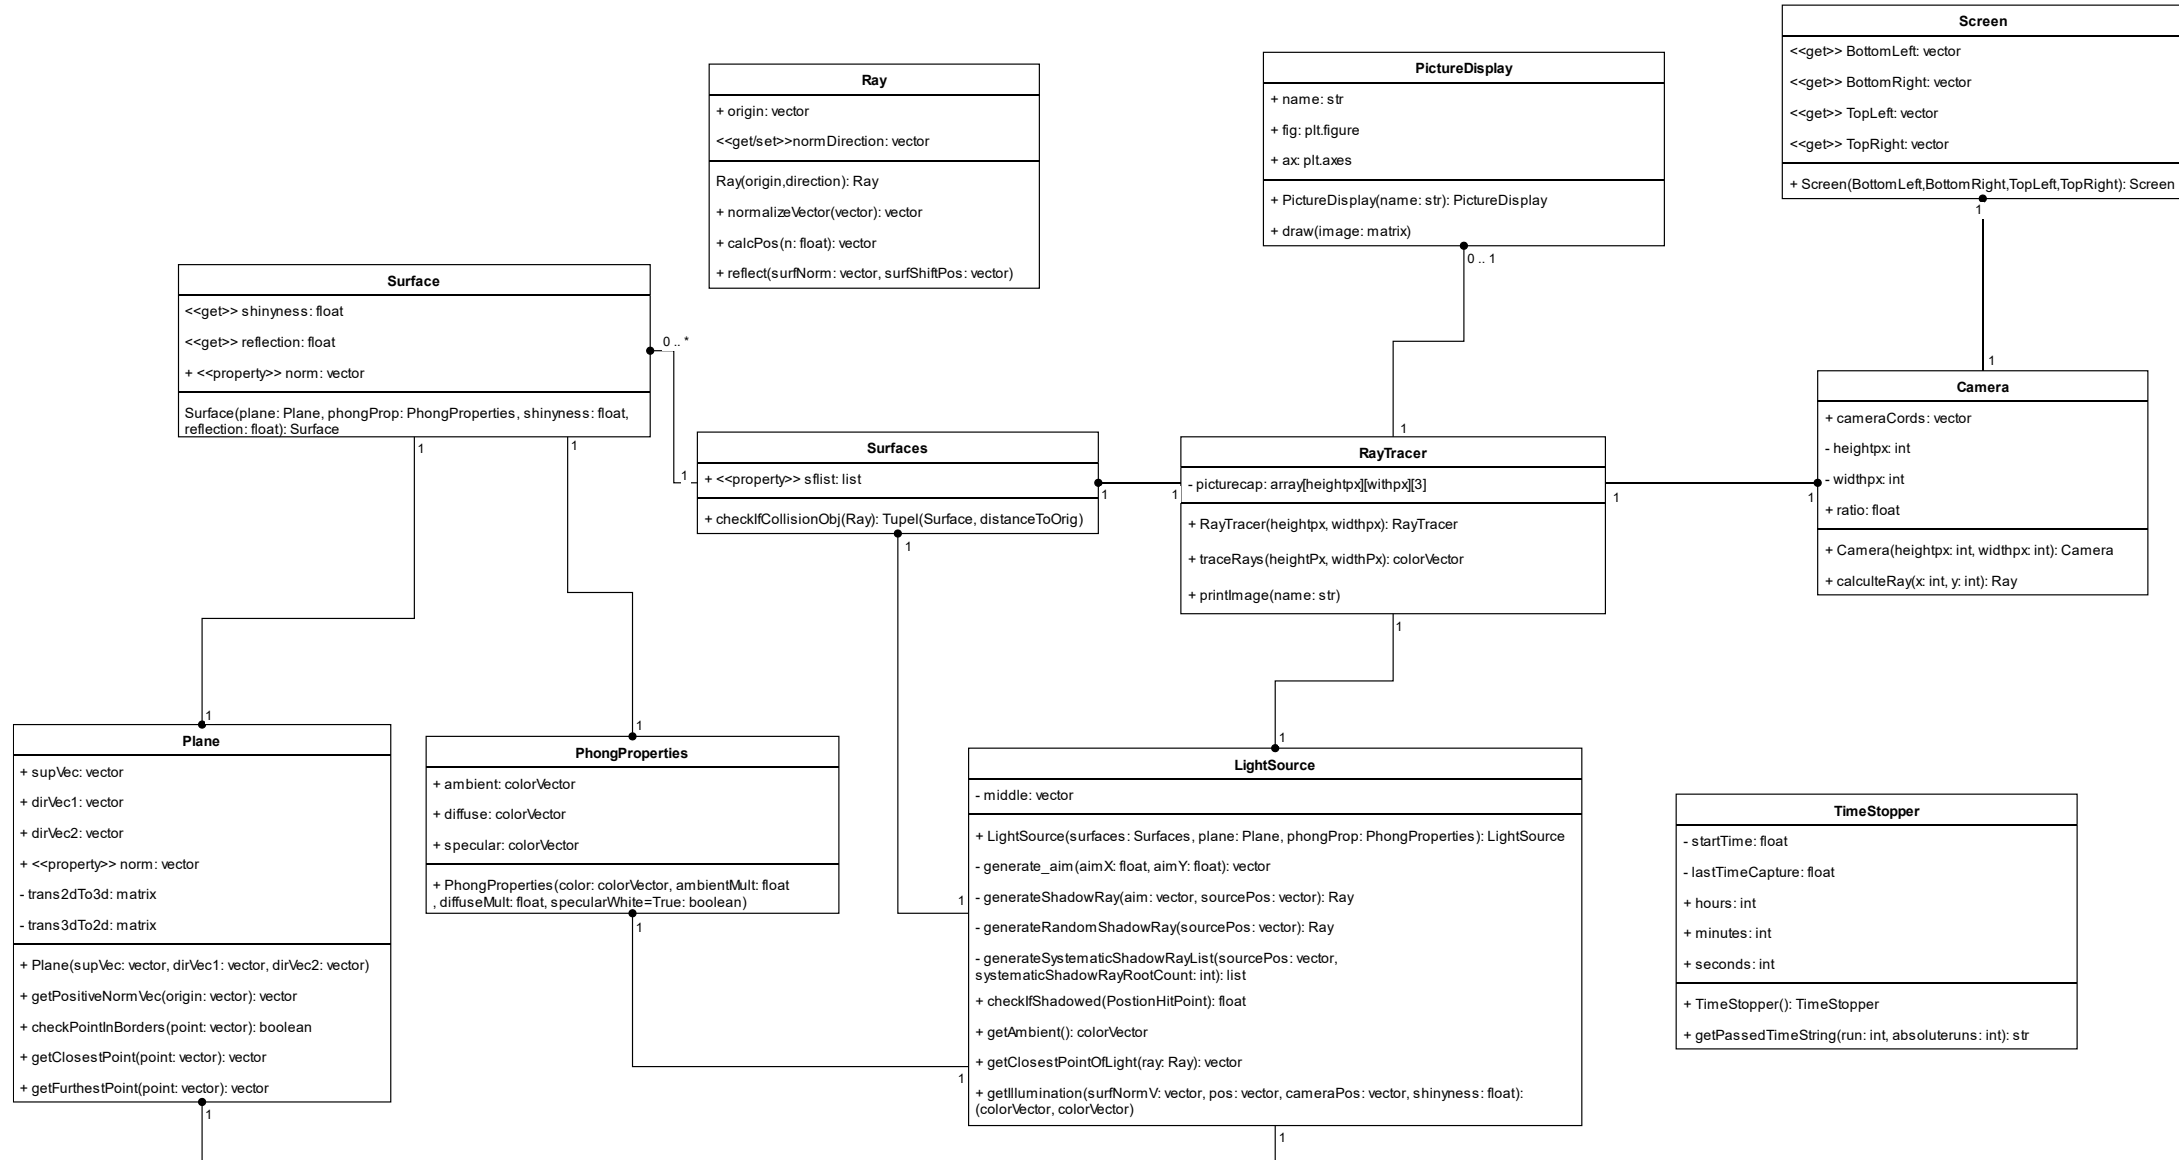 Screen
<<get>> BottomLeft: vector
<<get>> BottomRight: vector
<<get>> TopLeft: vector
<<get>> TopRight: vector
+ Screen(BottomLeft,BottomRight,TopLeft,TopRight): Screen
1
PictureDisplay
+ name: str
+ fig: plt.figure
+ ax: plt.axes
+ PictureDisplay(name: str): PictureDisplay
+ draw(image: matrix)
0 .. 1
Ray
+ origin: vector
<<get/set>>normDirection: vector
Ray(origin,direction): Ray
+ normalizeVector(vector): vector
+ calcPos(n: float): vector
+ reflect(surfNorm: vector, surfShiftPos: vector)
Surface
<<get>> shinyness: float
<<get>> reflection: float
+ <<property>> norm: vector
Surface(plane: Plane, phongProp: PhongProperties, shinyness: float,
reflection: float): Surface
0 .. *
1
1
1
Surfaces
+ <<property>> sflist: list
+ checkIfCollisionObj(Ray): Tupel(Surface, distanceToOrig)
1
1
1
1
RayTracer
- picturecap: array[heightpx][withpx][3]
+ RayTracer(heightpx, widthpx): RayTracer
+ traceRays(heightPx, widthPx): colorVector
+ printImage(name: str)
1
1
1
1
Camera
+ cameraCords: vector
- heightpx: int
- widthpx: int
+ ratio: float
+ Camera(heightpx: int, widthpx: int): Camera
+ calculteRay(x: int, y: int): Ray
1
Plane
+ supVec: vector
+ dirVec1: vector
+ dirVec2: vector
+ <<property>> norm: vector
- trans2dTo3d: matrix
- trans3dTo2d: matrix
+ Plane(supVec: vector, dirVec1: vector, dirVec2: vector)
+ getPositiveNormVec(origin: vector): vector
+ checkPointInBorders(point: vector): boolean
+ getClosestPoint(point: vector): vector
+ getFurthestPoint(point: vector): vector
1
1
PhongProperties
+ ambient: colorVector
+ diffuse: colorVector
+ specular: colorVector
+ PhongProperties(color: colorVector, ambientMult: float
, diffuseMult: float, specularWhite=True: boolean)
1
1
LightSource
- middle: vector
+ LightSource(surfaces: Surfaces, plane: Plane, phongProp: PhongProperties): LightSource
- generate_aim(aimX: float, aimY: float): vector
- generateShadowRay(aim: vector, sourcePos: vector): Ray
- generateRandomShadowRay(sourcePos: vector): Ray
- generateSystematicShadowRayList(sourcePos: vector,
systematicShadowRayRootCount: int): list
+ checkIfShadowed(PostionHitPoint): float
+ getAmbient(): colorVector
+ getClosestPointOfLight(ray: Ray): vector
+ getIllumination(surfNormV: vector, pos: vector, cameraPos: vector, shinyness: float):
(colorVector, colorVector)
1
1
1
TimeStopper
- startTime: float
- lastTimeCapture: float
+ hours: int
+ minutes: int
+ seconds: int
+ TimeStopper(): TimeStopper
+ getPassedTimeString(run: int, absoluteruns: int): str